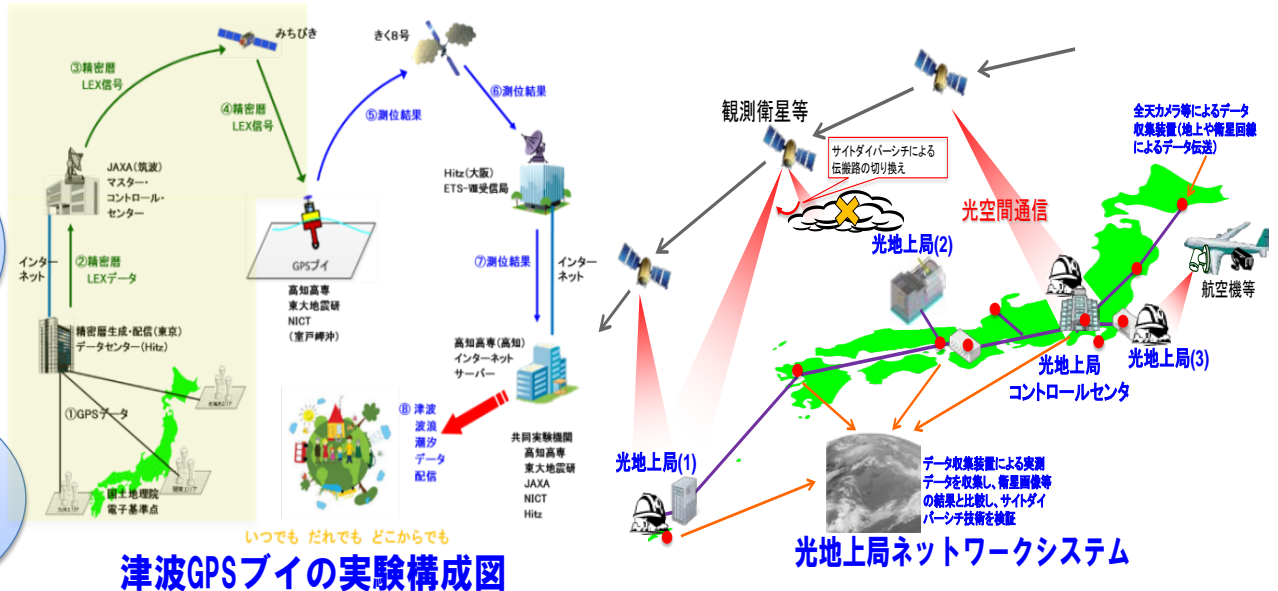 みちびき
きく8号
③精密暦
LEX信号
④精密暦
LEX信号
⑤測位結果
⑥測位結果
JAXA(筑波)
マスター・
コントロール・
センター
Hitz(大阪)
ETS-Ⅷ受信局
インター
ネット
②精密暦
LEXデータ
GPSブイ
高知高専
東大地震研
NICT
(室戸岬沖)
⑦測位結果
インター
ネット
精密暦生成・配信(東京)
データセンター(Hitz)
高知高専(高知)
インターネット
サーバー
①GPSデータ
北海道エリア
関東エリア
九州エリア
国土地理院
電子基準点
⑧ 津波
波浪
潮汐
データ
配信
共同実験機関
高知高専
東大地震研
JAXA
NICT
Hitz
いつでも だれでも どこからでも
津波GPSブイの実験構成図
観測衛星等
サイトダイバーシチによる
伝搬路の切り換え
全天カメラ等によるデータ
収集装置(地上や衛星回線
によるデータ伝送)
光空間通信
光地上局(2)
航空機等
光地上局
コントロールセンタ
光地上局(3)
光地上局(1)
データ収集装置による実測
データを収集し、衛星画像等
の結果と比較し、サイトダイ
バーシチ技術を検証
光地上局ネットワークシステム